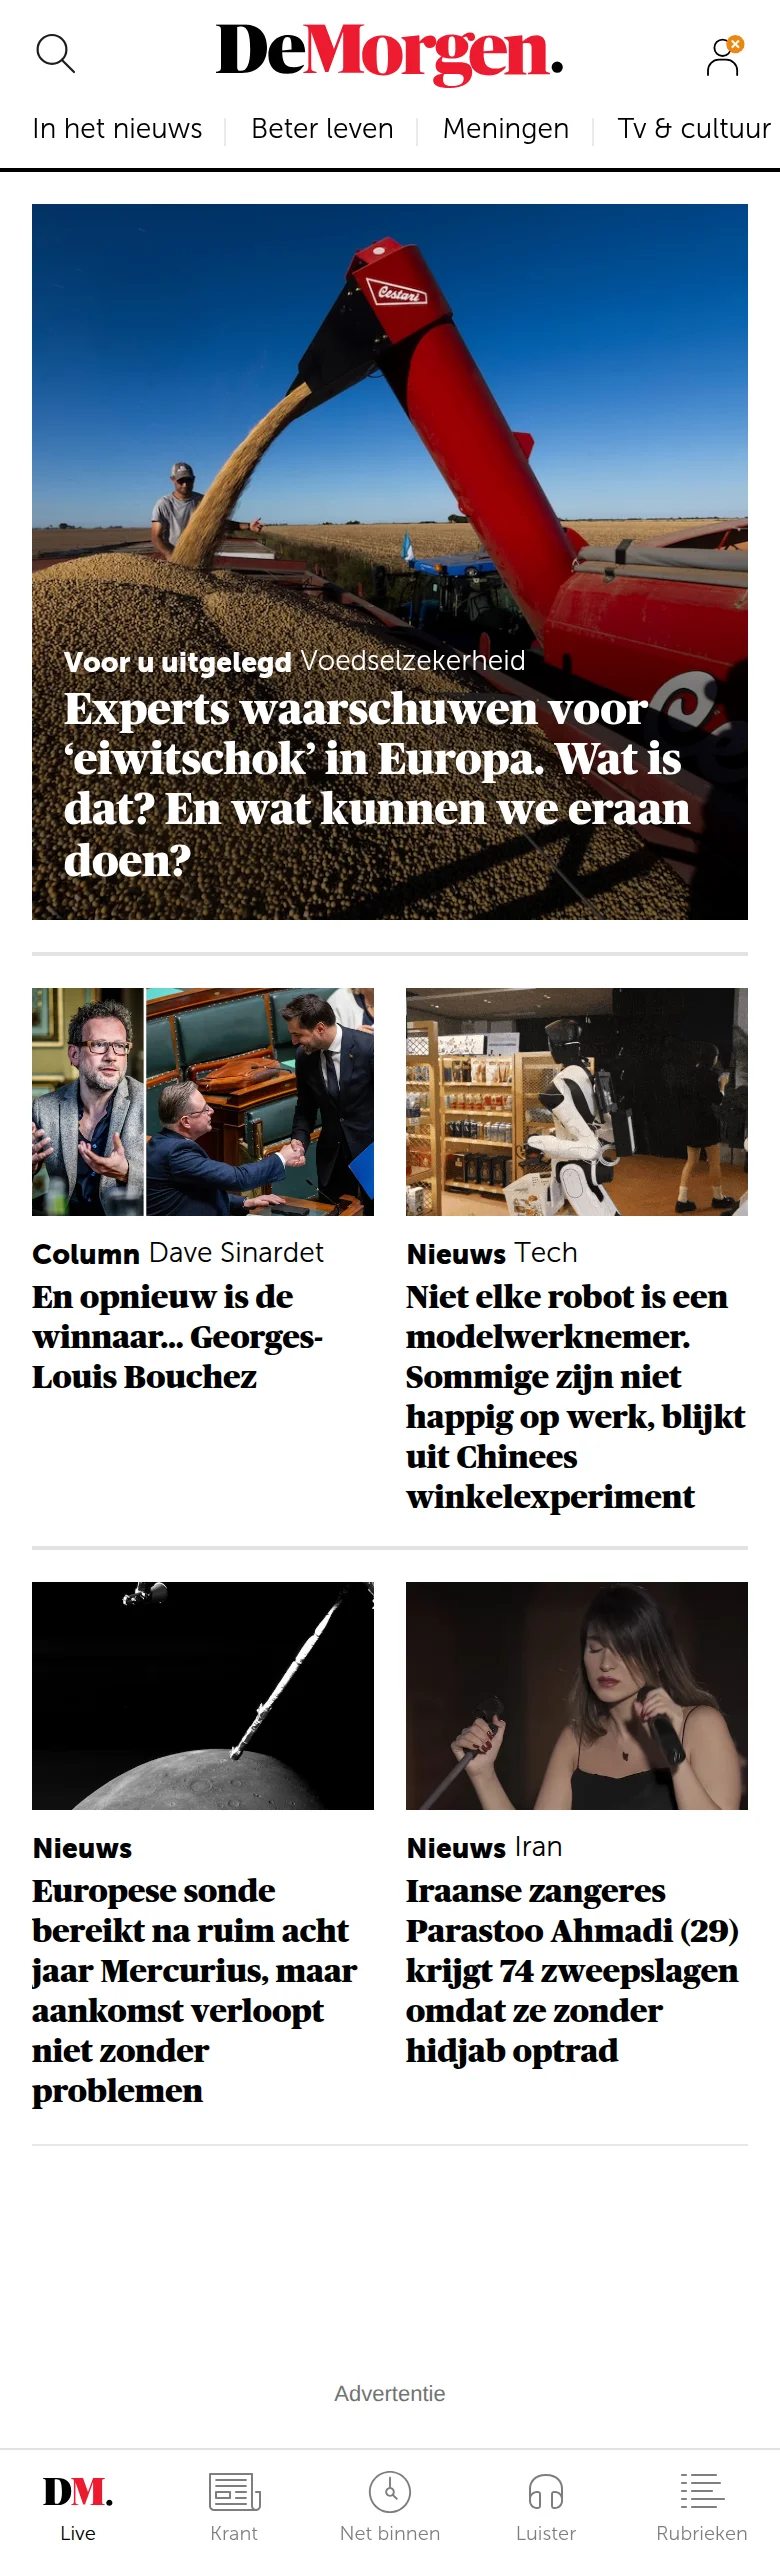 DeMorgen.
In het nieuws
Beter leven
Meningen
Tv & cultuur
Cestari
Voor u uitgelegd Voedselzekerheid
Experts waarschuwen voor
‘eiwitschok’ in Europa. Wat is
dat? En wat kunnen we eraan
doen?
Column Dave Sinardet
En opnieuw is de
winnaar... Georges-
Louis Bouchez
Nieuws Tech
Niet elke robot is een
modelwerknemer.
Sommige zijn niet
happig op werk, blijkt
uit Chinees
winkelexperiment
Nieuws
Europese sonde
bereikt na ruim acht
jaar Mercurius, maar
aankomst verloopt
niet zonder
problemen
Nieuws Iran
Iraanse zangeres
Parastoo Ahmadi (29)
krijgt 74 zweepslagen
omdat ze zonder
hidjab optrad
Advertentie
DM.
Live
Krant
Net binnen
Luister
Rubrieken